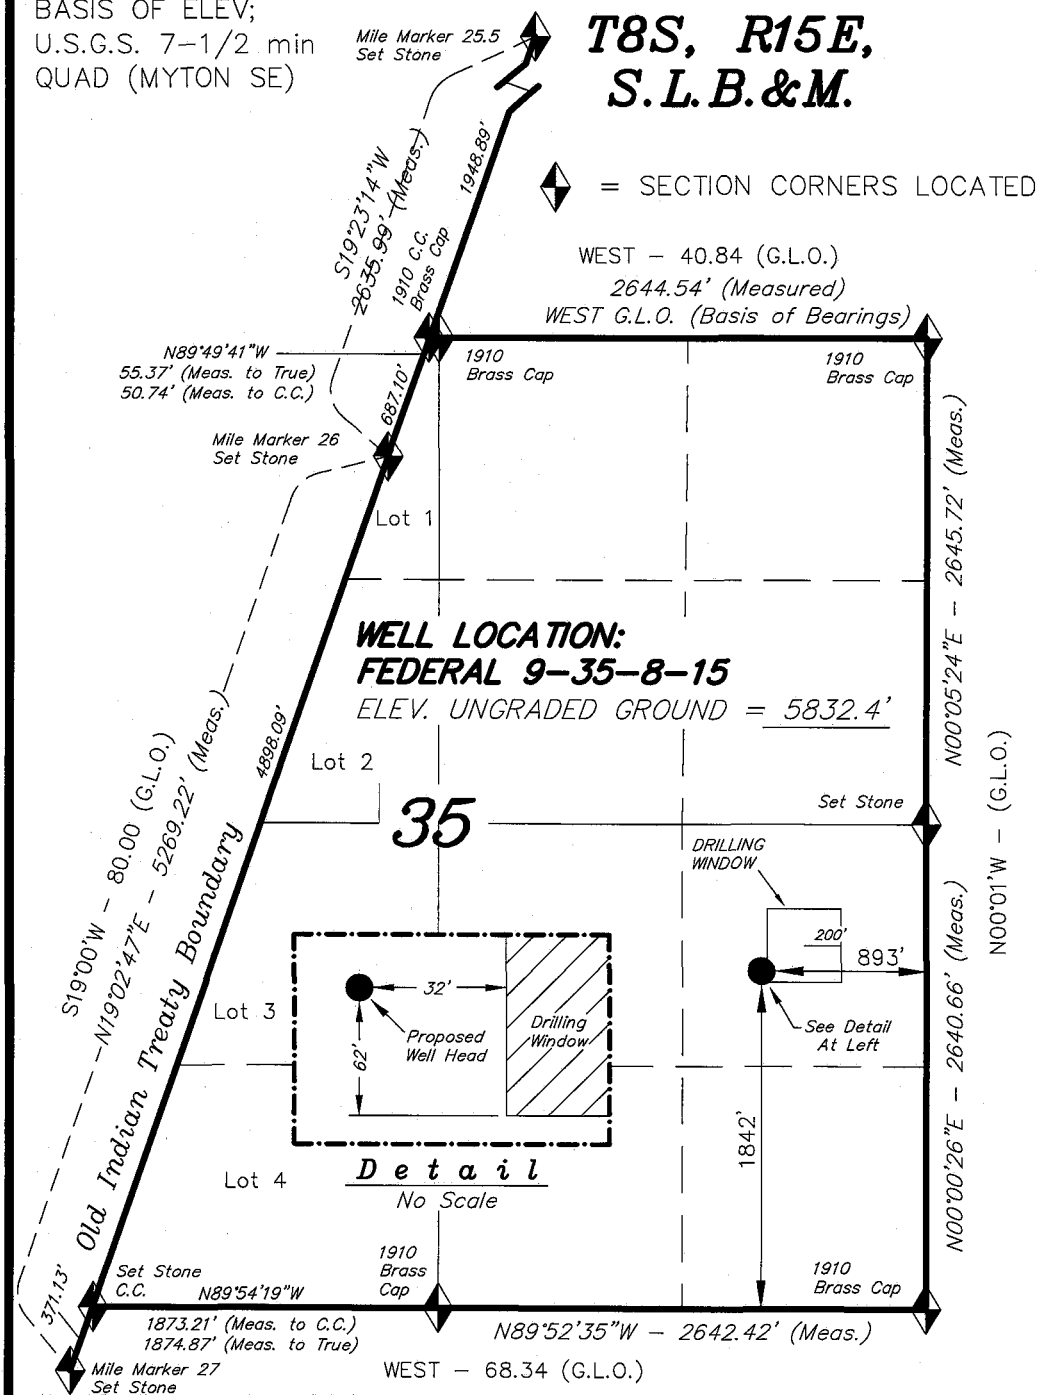 BASIS OF ELEV;
U.S.G.S. 7-1/2 min
QUAD (MYTON SE)
Mile Marker 25.5
Set Stone
T8S, R15E,
S.L.B.&M.
= SECTION CORNERS LOCATED
S19°23'14"W
2635.99' (Meas.)
1948.89'
1910 C.C.
Brass Cap
WEST - 40.84 (G.L.O.)
2644.54' (Measured)
WEST G.L.O. (Basis of Bearings)
N89°49'41"W
55.37' (Meas. to True)
50.74' (Meas. to C.C.)
1910
Brass Cap
1910
Brass Cap
687.10'
Mile Marker 26
Set Stone
Lot 1
N00°05'24"E - 2645.72' (Meas.)
WELL LOCATION:
FEDERAL 9-35-8-15
ELEV. UNGRADED GROUND = 5832.4'
4898.09'
Lot 2
35
Set Stone
S19°00'W - 80.00 (G.L.O.)
N19°02'47"E - 5269.22' (Meas.)
Old Indian Treaty Boundary
N00°01'W - (G.L.O.)
DRILLING
WINDOW
200'
893'
See Detail
At Left
1842'
N00°00'26"E - 2640.66' (Meas.)
Lot 3
32'
62'
Proposed
Well Head
Drilling
Window
Detail
No Scale
Lot 4
371.13'
Set Stone
C.C.
N89°54'19"W
1910
Brass
Cap
1910
Brass Cap
1873.21' (Meas. to C.C.)
1874.87' (Meas. to True)
N89°52'35"W - 2642.42' (Meas.)
Mile Marker 27
Set Stone
WEST - 68.34 (G.L.O.)